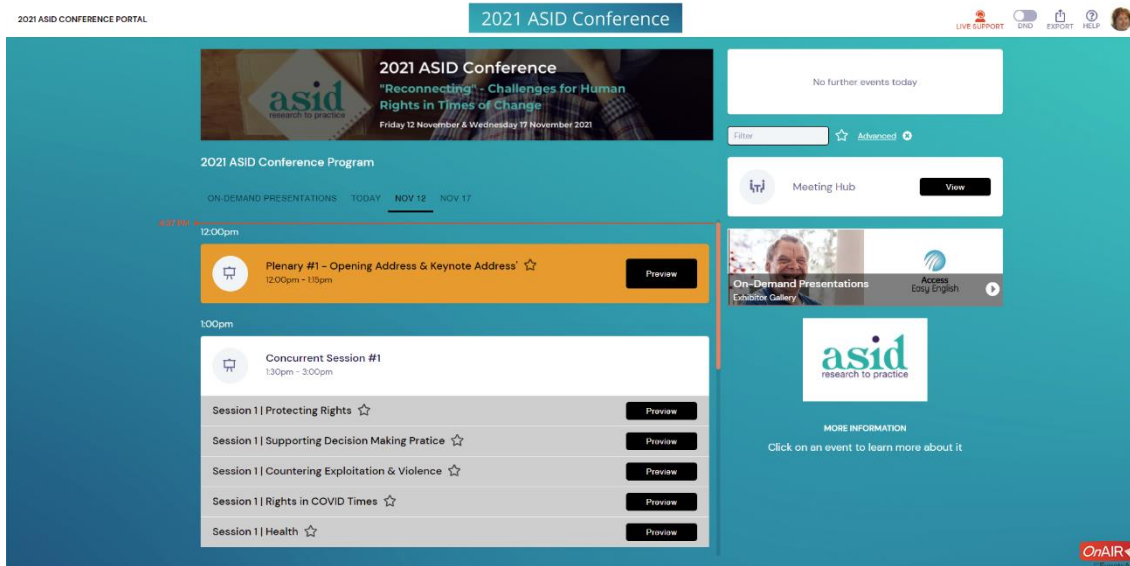 2021 ASID CONFERENCE PORTAL
2021 ASID Conference
LIVE SUPPORT
DND
EXPORT
HELP
asid
research to practice
2021 ASID Conference
"Reconnecting" - Challenges for Human
Rights in Times of Change
Friday 12 November & Wednesday 17 November 2021
2021 ASID Conference Program
ON-DEMAND PRESENTATIONS
TODAY
NOV 12
NOV 17
12:00pm
Plenary #1 - Opening Address & Keynote Address'
12:00pm - 1:15pm
Preview
1:00pm
Concurrent Session #1
1:30pm - 3:00pm
Session 1 | Protecting Rights
Preview
Session 1 | Supporting Decision Making Pratice
Preview
Session 1 | Countering Exploitation & Violence
Preview
Session 1 | Rights in COVID Times
Preview
Session 1 | Health
Preview
No further events today
Filter
Advanced
Meeting Hub
View
On-Demand Presentations
Exhibitor Gallery
Access
Easy English
asid
research to practice
MORE INFORMATION
Click on an event to learn more about it
OnAIR